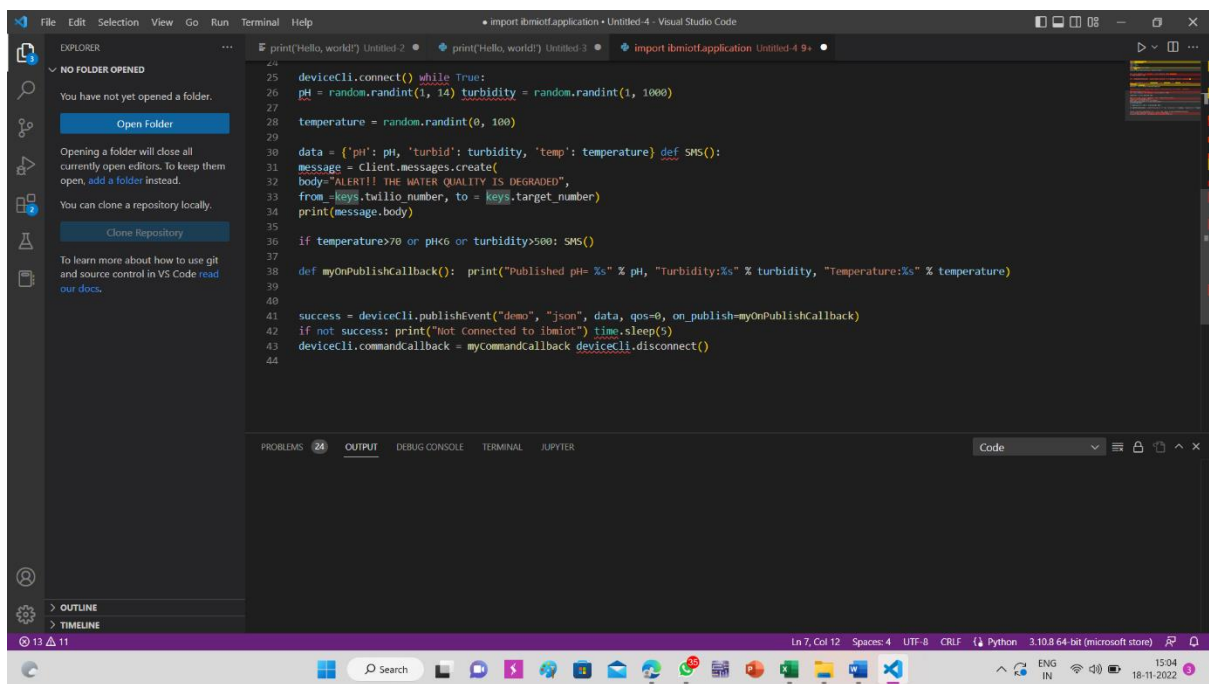 File Edit Selection View Go Run Terminal Help
• import ibmiotf.application • Untitled-4 - Visual Studio Code
EXPLORER
print('Hello, world!') Untitled-2 ●
print('Hello, world!') Untitled-3 ●
import ibmiotf.application Untitled-4 9+ ●
NO FOLDER OPENED
You have not yet opened a folder.
Open Folder
Opening a folder will close all
currently open editors. To keep them
open, add a folder instead.
You can clone a repository locally.
Clone Repository
To learn more about how to use git
and source control in VS Code read
our docs.
24
25 deviceCli.connect() while True:
26 pH = random.randint(1, 14) turbidity = random.randint(1, 1000)
27
28 temperature = random.randint(0, 100)
29
30 data = {'pH': pH, 'turbid': turbidity, 'temp': temperature} def SMS():
31 message = Client.messages.create(
32 body="ALERT!! THE WATER QUALITY IS DEGRADED",
33 from_=keys.twilio_number, to = keys.target_number)
34 print(message.body)
35
36 if temperature>70 or pH<6 or turbidity>500: SMS()
37
38 def myOnPublishCallback(): print("Published pH= %s" % pH, "Turbidity:%s" % turbidity, "Temperature:%s" % temperature)
39
40
41 success = deviceCli.publishEvent("demo", "json", data, qos=0, on_publish=myOnPublishCallback)
42 if not success: print("Not Connected to ibmiot") time.sleep(5)
43 deviceCli.commandCallback = myCommandCallback deviceCli.disconnect()
44
PROBLEMS 24 OUTPUT DEBUG CONSOLE TERMINAL JUPYTER
Code
OUTLINE
TIMELINE
13 11
Ln 7, Col 12 Spaces: 4 UTF-8 CRLF Python 3.10.8 64-bit (microsoft store)
Search
35
ENG
IN
15:04
18-11-2022
3